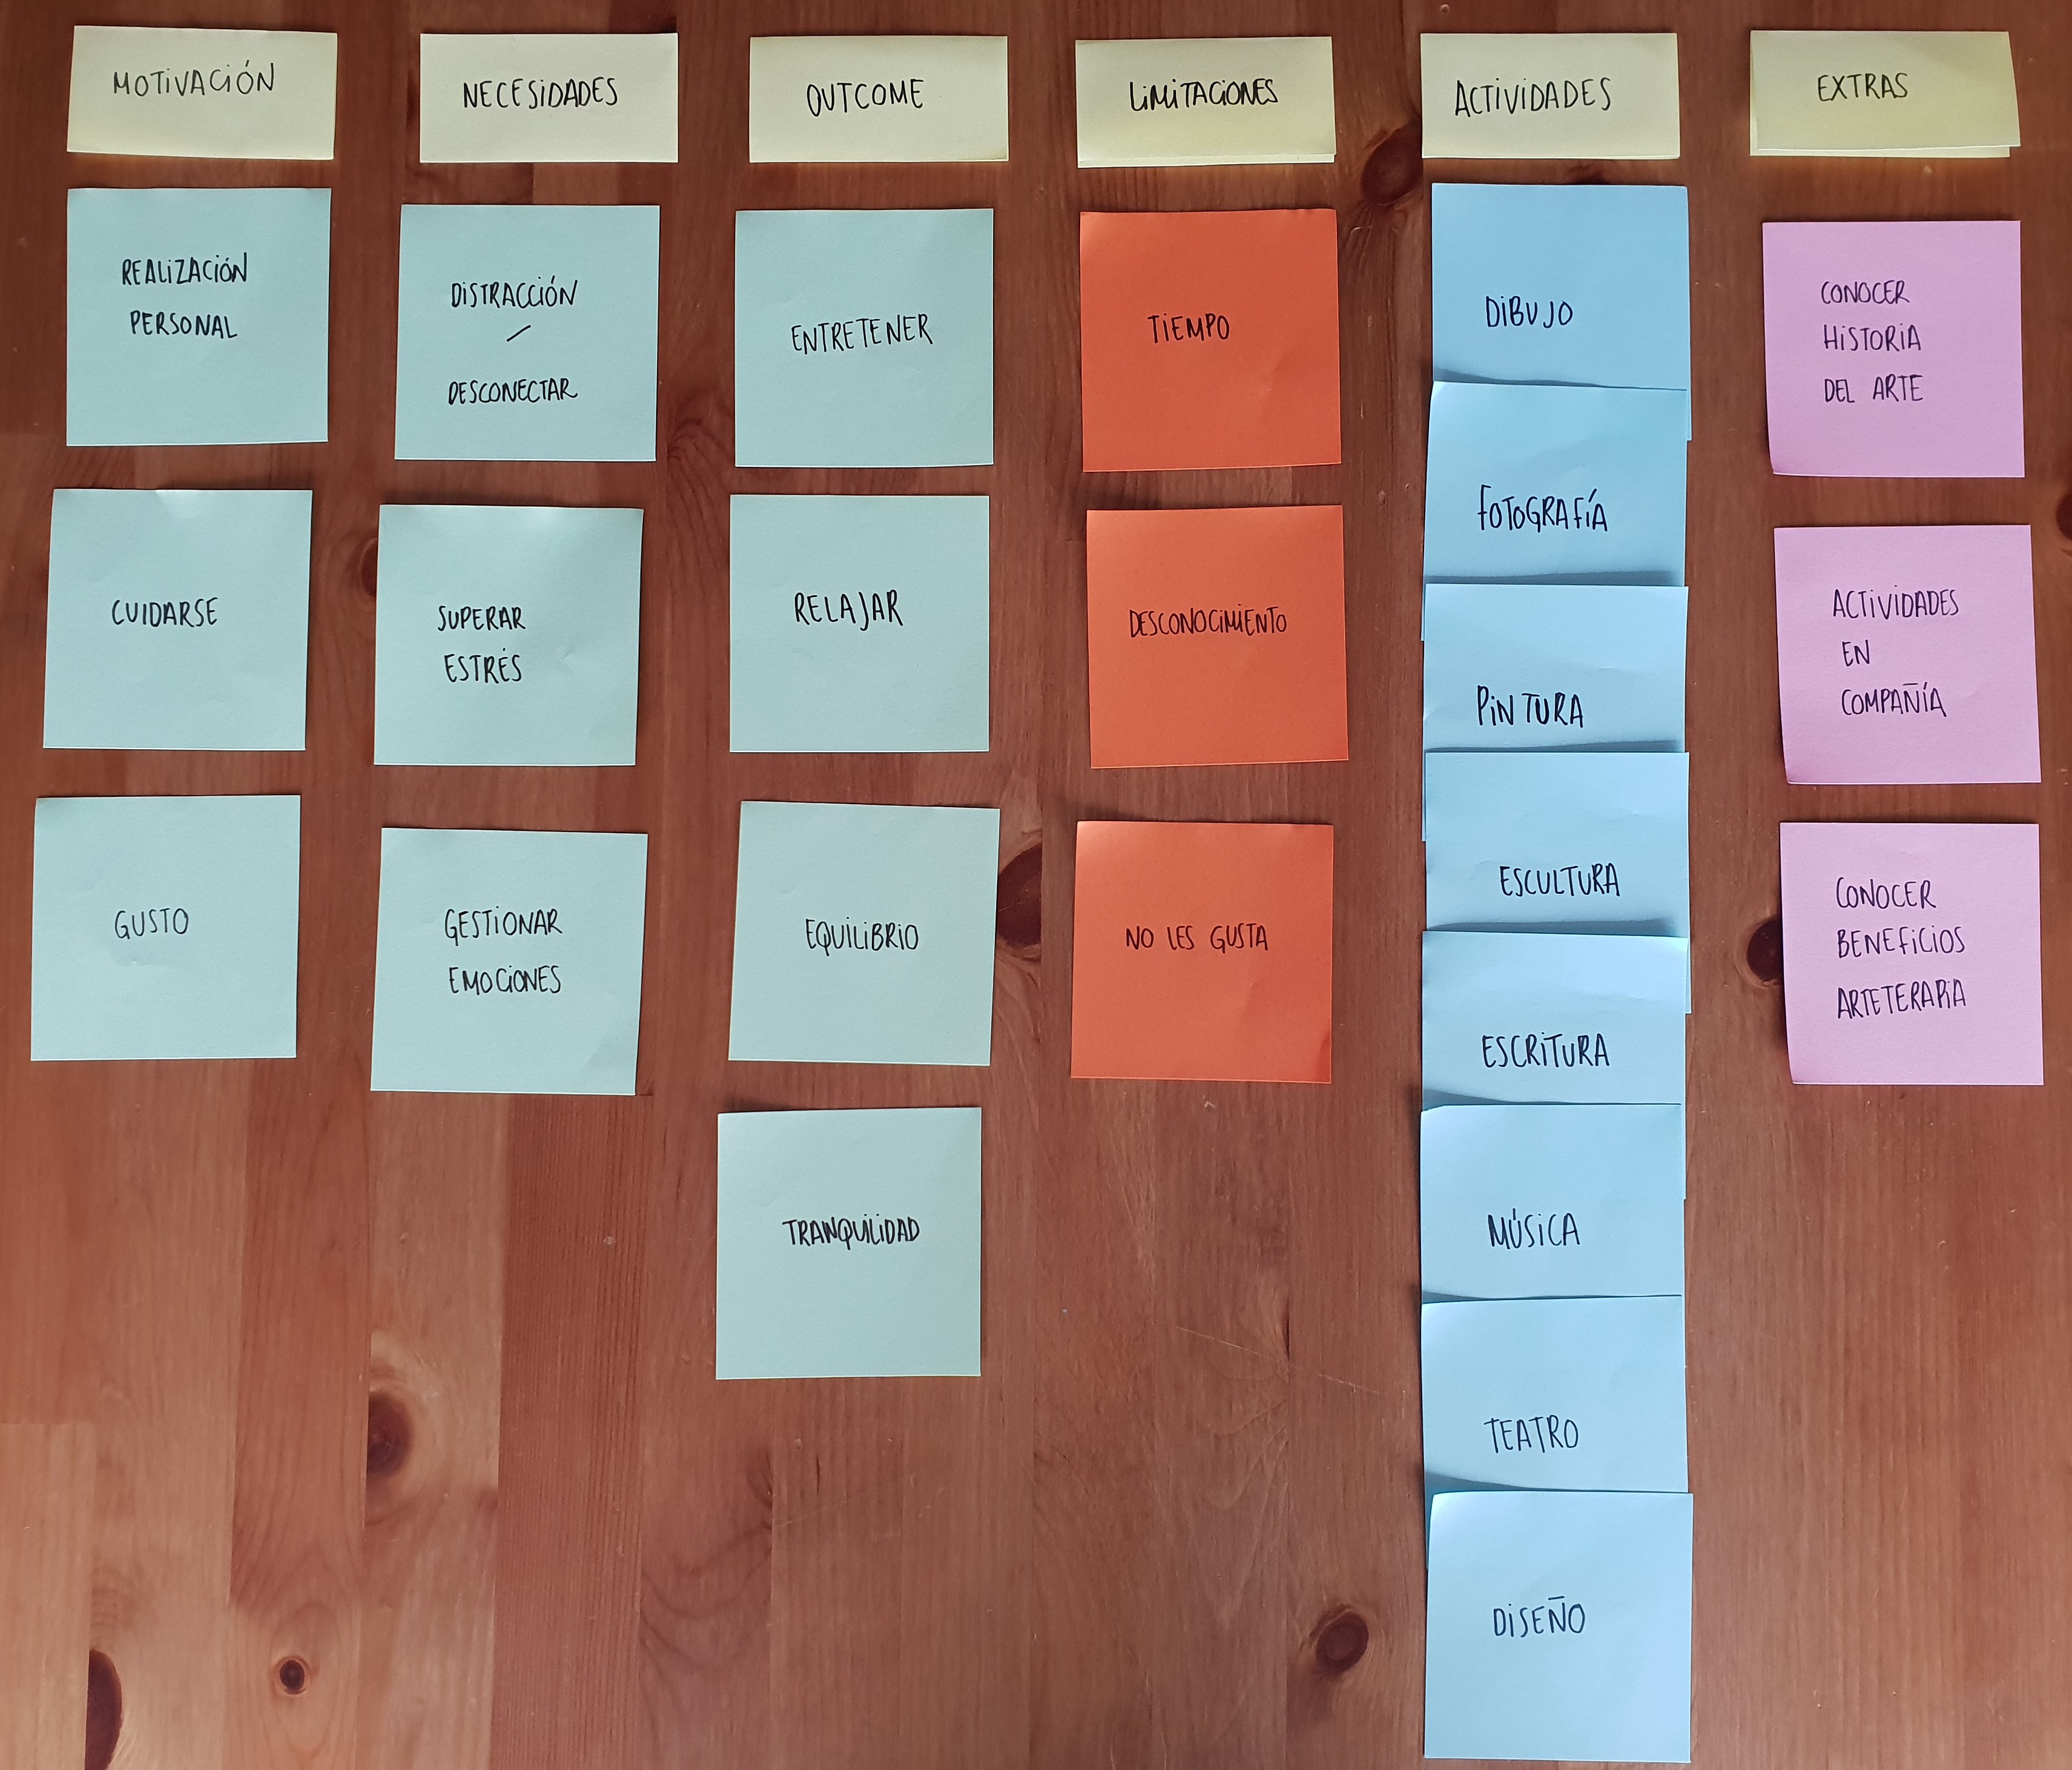 MOTIVACIÓN
REALIZACIÓN
PERSONAL
CUIDARSE
GUSTO
NECESIDADES
DISTRACCIÓN
/
DESCONECTAR
SUPERAR
ESTRÉS
GESTIONAR
EMOCIONES
OUTCOME
ENTRETENER
RELAJAR
EQUILIBRIO
TRANQUILIDAD
LIMITACIONES
TIEMPO
DESCONOCIMIENTO
NO LES GUSTA
ACTIVIDADES
DIBUJO
FOTOGRAFÍA
PINTURA
ESCULTURA
ESCRITURA
MÚSICA
TEATRO
DISEÑO
EXTRAS
CONOCER
HISTORIA
DEL ARTE
ACTIVIDADES
EN
COMPAÑÍA
CONOCER
BENEFICIOS
ARTETERAPIA